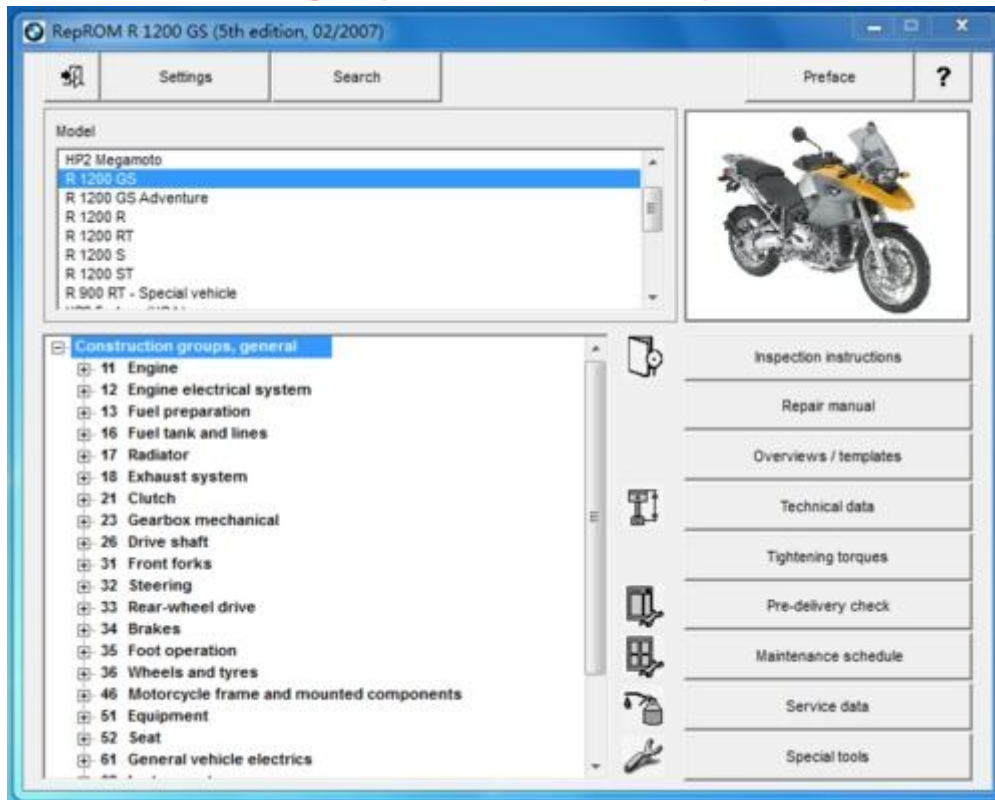 RepROM R 1200 GS (5th edition, 02/2007)
Settings
Search
Preface
?
Model
HP2 Megamoto
R 1200 GS
R 1200 GS Adventure
R 1200 R
R 1200 RT
R 1200 S
R 1200 ST
R 900 RT - Special vehicle
Construction groups, general
11 Engine
12 Engine electrical system
13 Fuel preparation
16 Fuel tank and lines
17 Radiator
18 Exhaust system
21 Clutch
23 Gearbox mechanical
26 Drive shaft
31 Front forks
32 Steering
33 Rear-wheel drive
34 Brakes
35 Foot operation
36 Wheels and tyres
46 Motorcycle frame and mounted components
51 Equipment
52 Seat
61 General vehicle electrics
Inspection instructions
Repair manual
Overviews / templates
Technical data
Tightening torques
Pre-delivery check
Maintenance schedule
Service data
Special tools